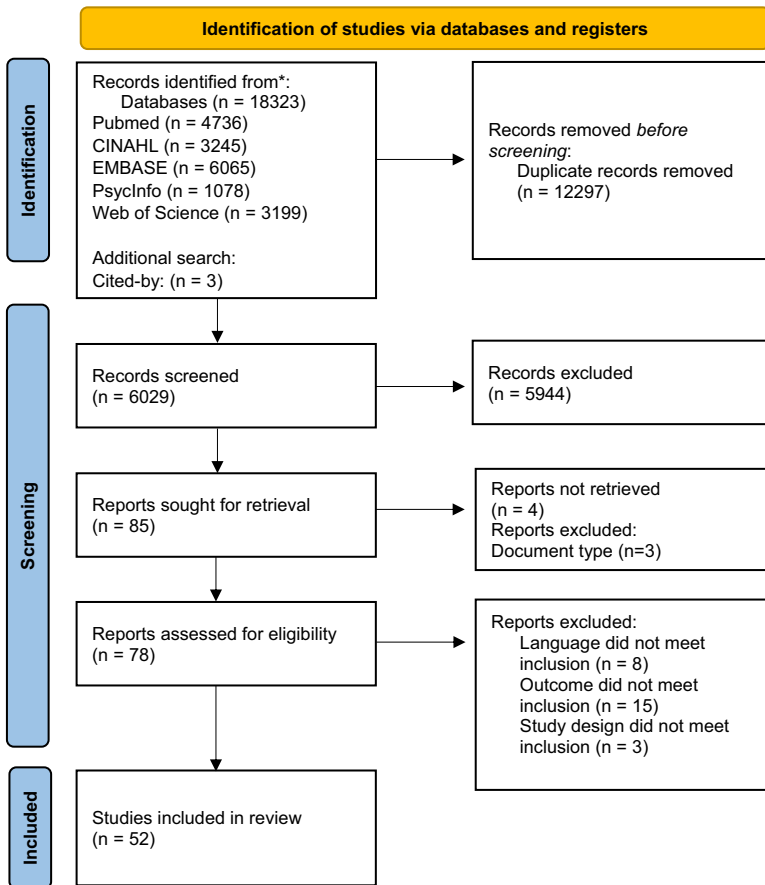 Identification of studies via databases and registers
Identification
Records identified from*:
Databases (n = 18323)
Pubmed (n = 4736)
CINAHL (n = 3245)
EMBASE (n = 6065)
PsycInfo (n = 1078)
Web of Science (n = 3199)
Additional search:
Cited-by: (n = 3)
Records removed before
screening:
Duplicate records removed
(n = 12297)
Screening
Records screened
(n = 6029)
Records excluded
(n = 5944)
Reports sought for retrieval
(n = 85)
Reports not retrieved
(n = 4)
Reports excluded:
Document type (n=3)
Reports assessed for eligibility
(n = 78)
Reports excluded:
Language did not meet
inclusion (n = 8)
Outcome did not meet
inclusion (n = 15)
Study design did not meet
inclusion (n = 3)
Included
Studies included in review
(n = 52)